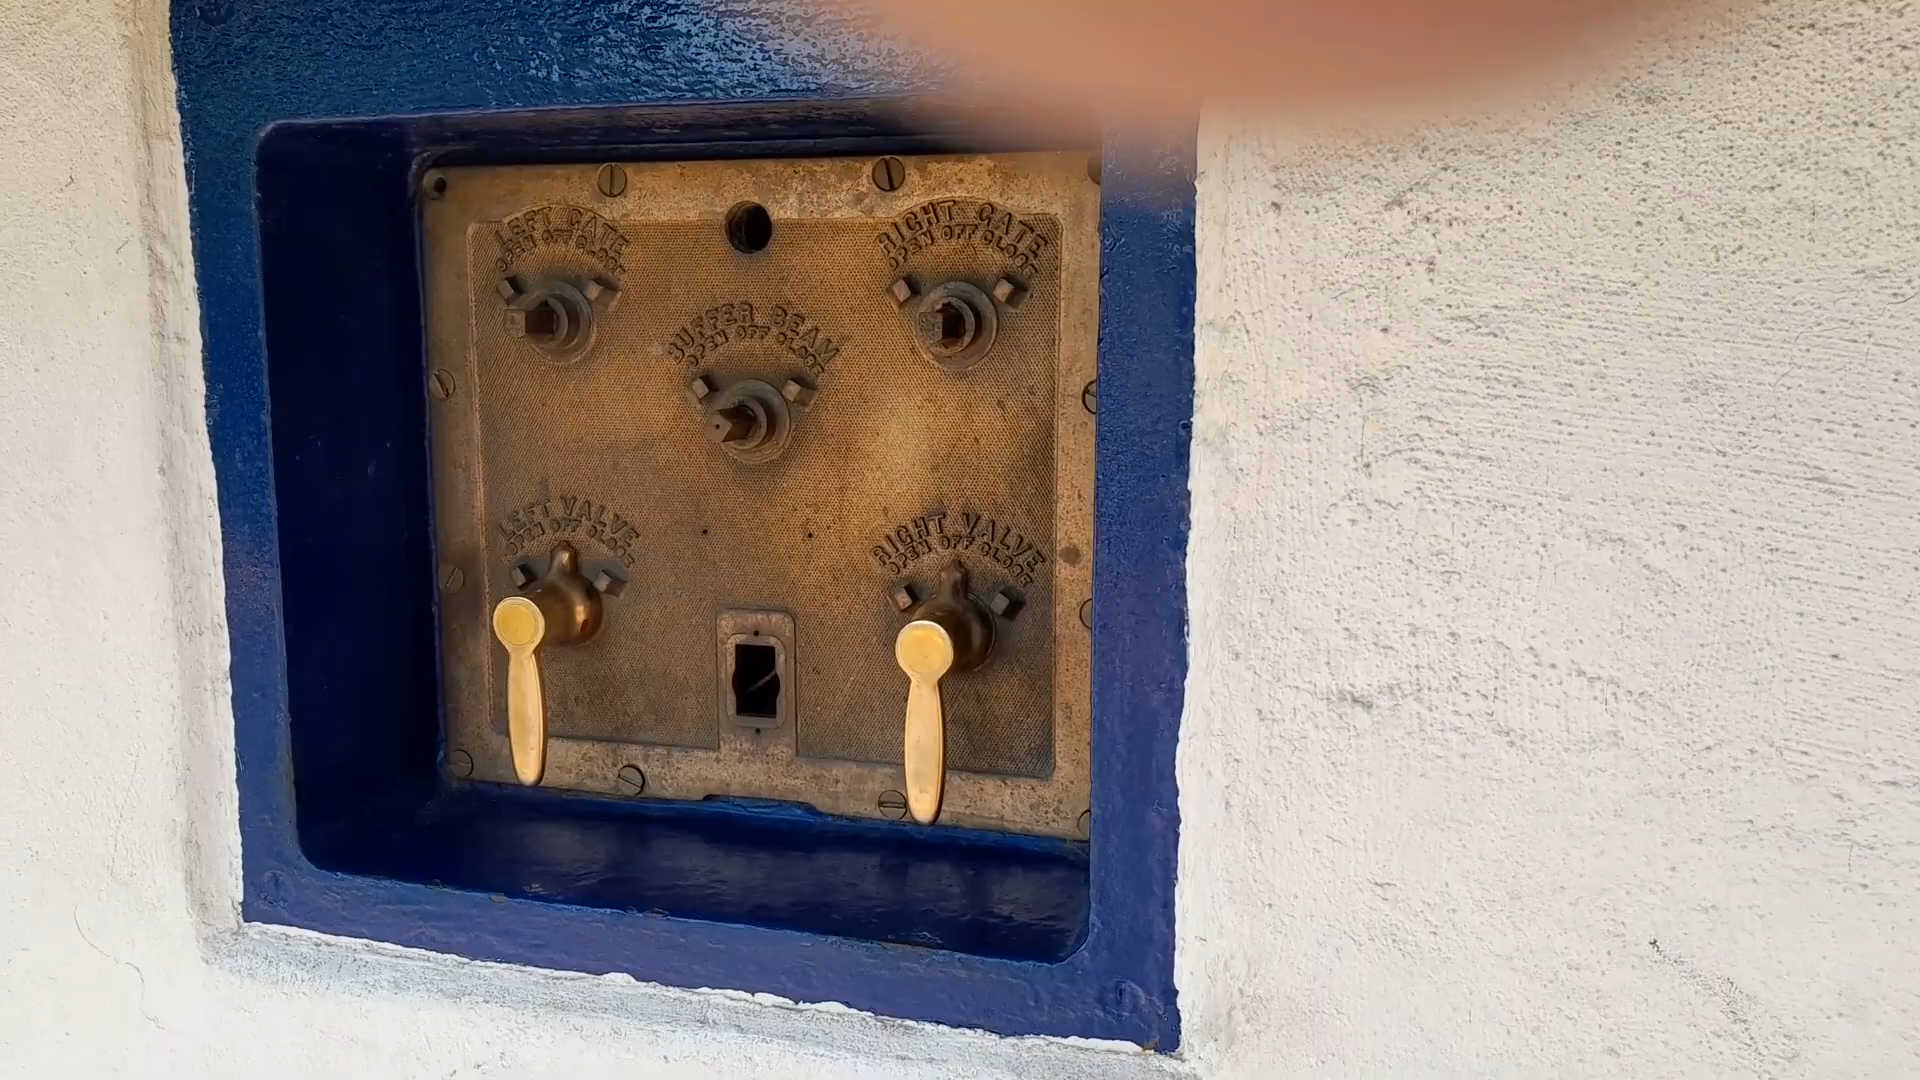 LEFT GATE
OPEN OFF CLOSE
RIGHT GATE
OPEN OFF CLOSE
BUFFER BEAM
OPEN OFF CLOSE
LEFT VALVE
OPEN OFF CLOSE
RIGHT VALVE
OPEN OFF CLOSE